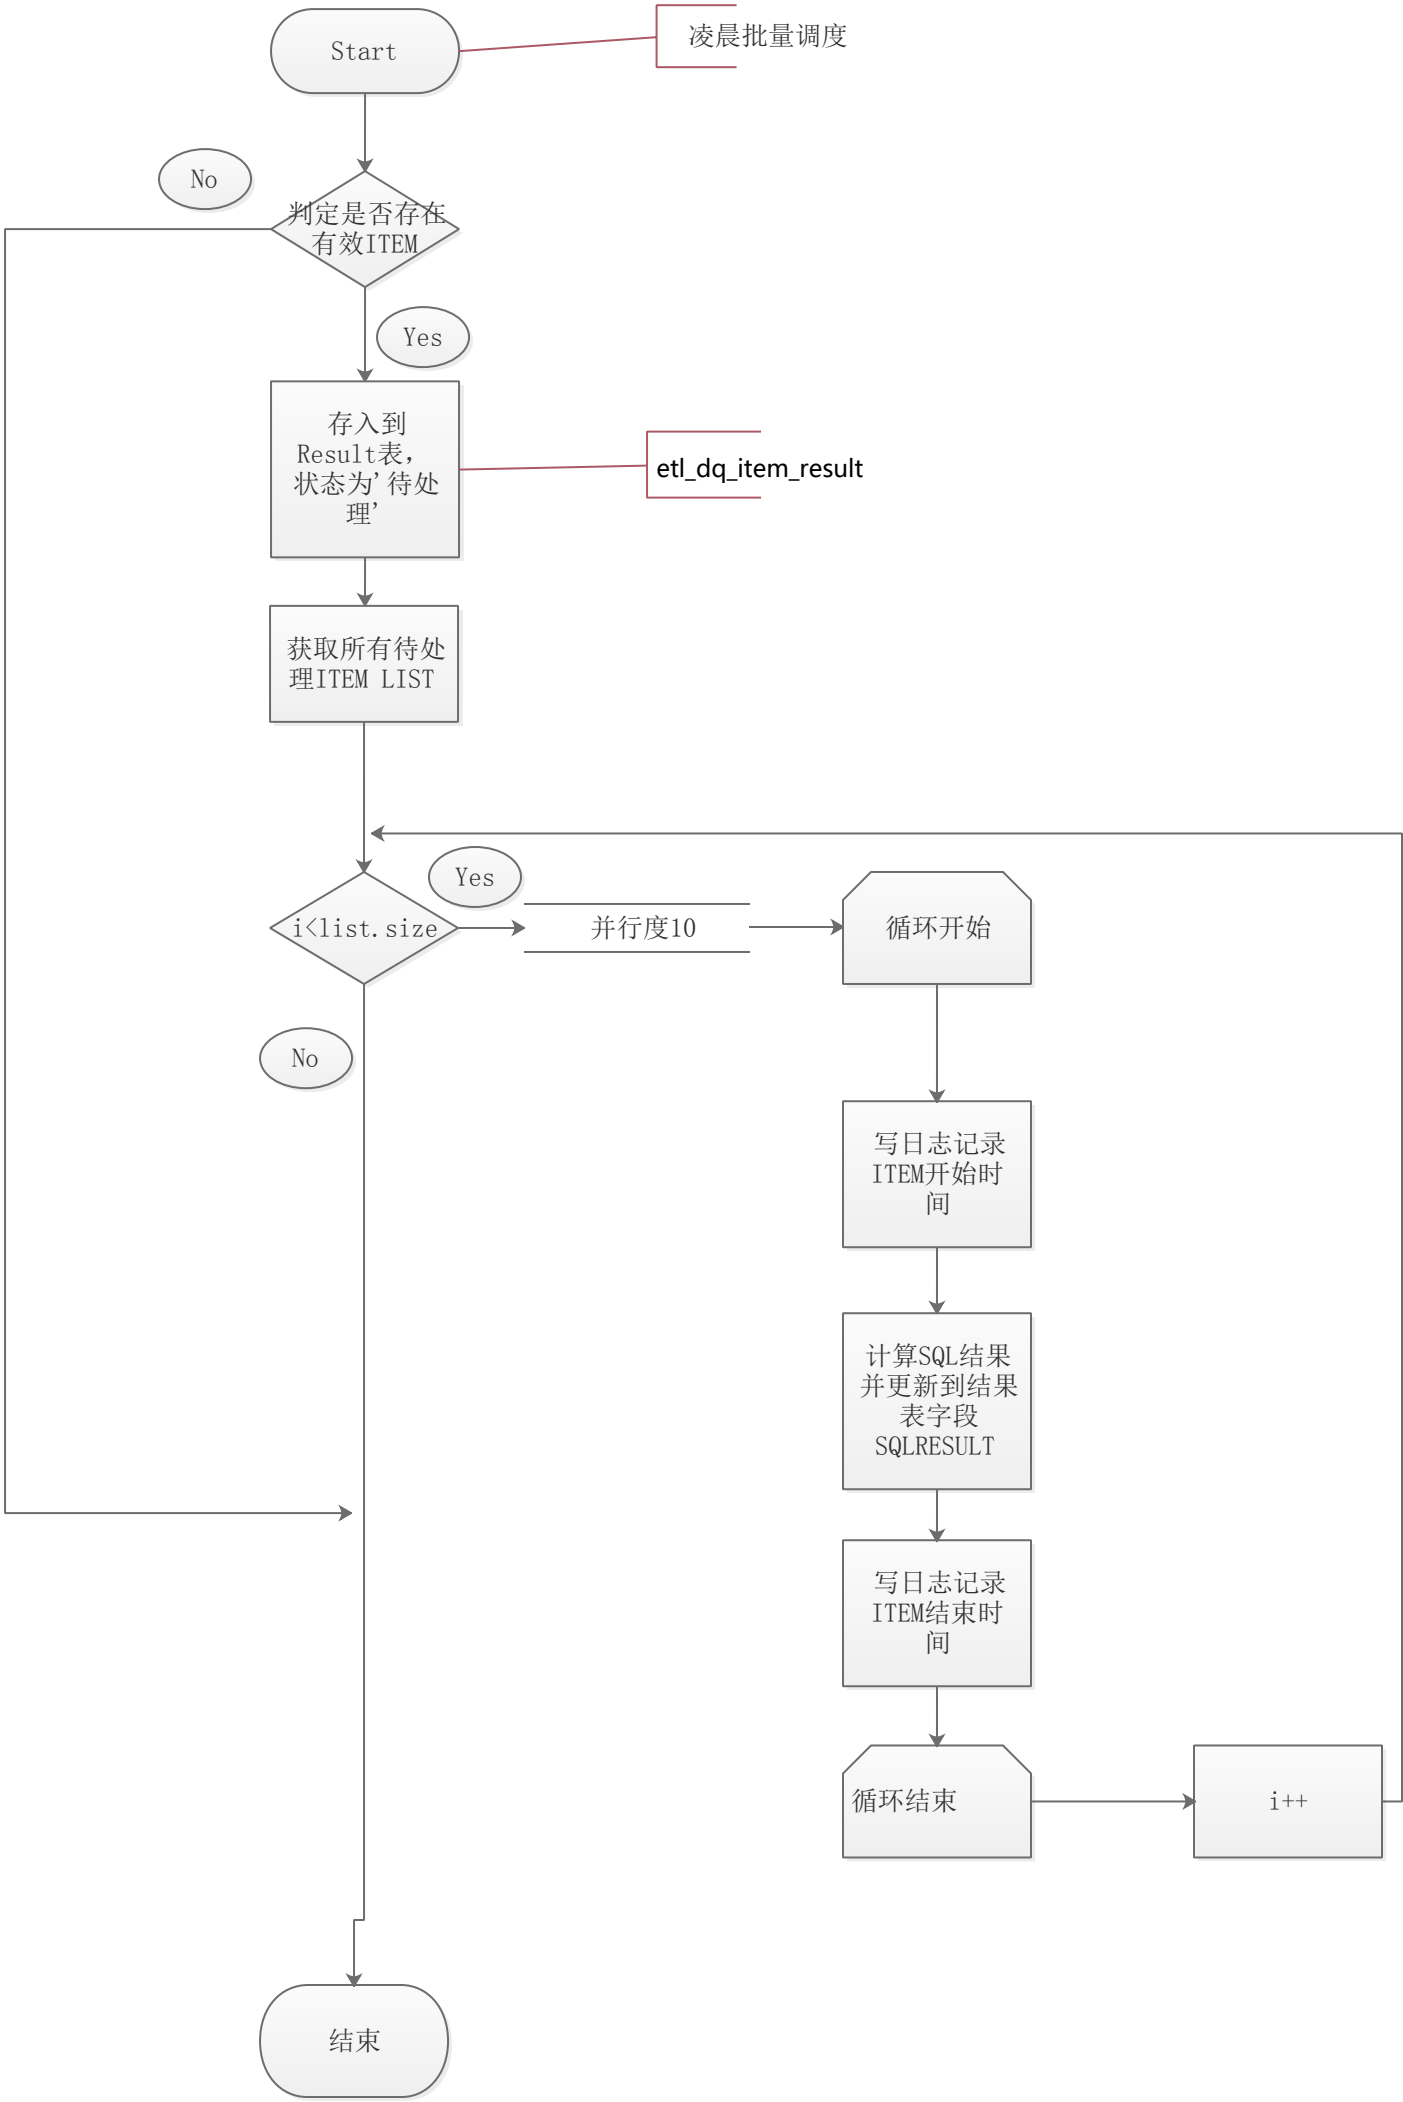 Start
凌晨批量调度
No
判定是否存在
有效ITEM
Yes
存入到
Result表，
状态为'待处
理'
etl_dq_item_result
获取所有待处
理ITEM LIST
Yes
i<list.size
并行度10
循环开始
No
写日志记录
ITEM开始时
间
计算SQL结果
并更新到结果
表字段
SQLRESULT
写日志记录
ITEM结束时
间
循环结束
i++
结束